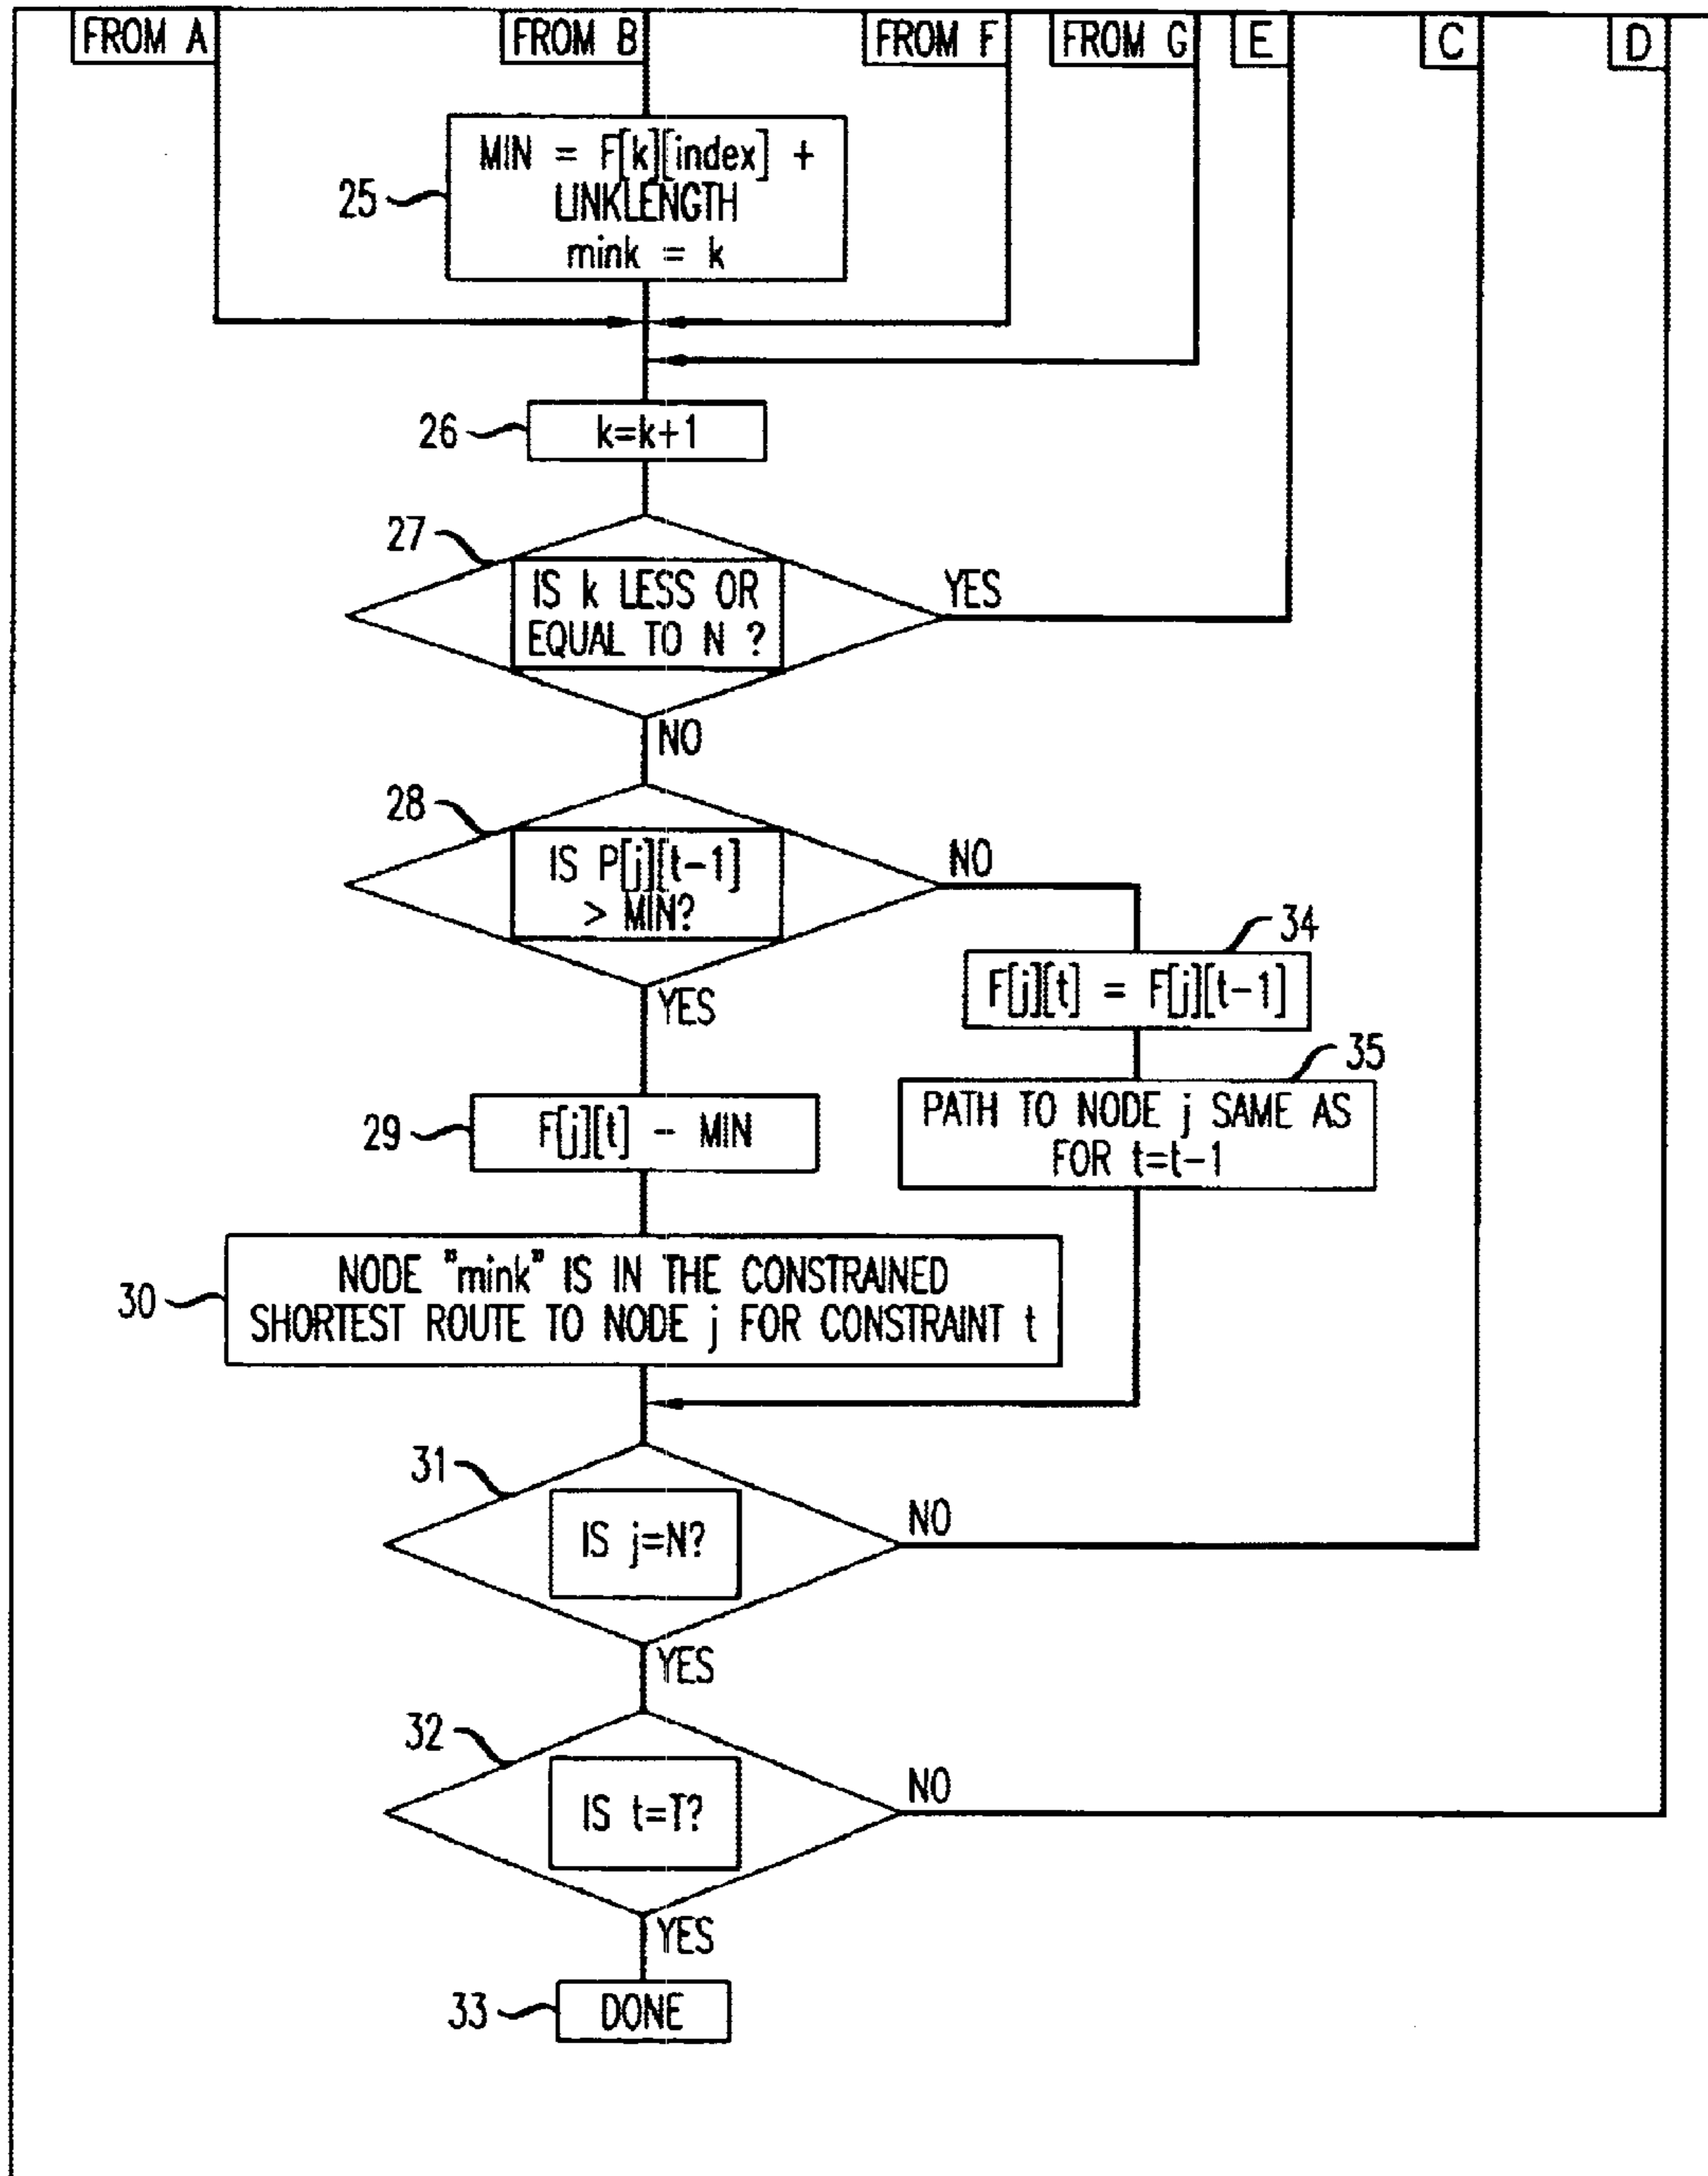 FROM A
FROM B
FROM F
FROM G
E
C
D
MIN = F[k][index] +
LINKLENGTH
mink = k
25
26
k=k+1
27
IS k LESS OR
EQUAL TO N ?
YES
NO
28
IS P[j][t-1]
> MIN?
NO
YES
34
F[j][t] = F[j][t-1]
35
PATH TO NODE j SAME AS
FOR t=t-1
29
F[j][t] - MIN
30
NODE "mink" IS IN THE CONSTRAINED
SHORTEST ROUTE TO NODE j FOR CONSTRAINT t
31
IS j=N?
NO
YES
32
IS t=T?
NO
YES
33
DONE